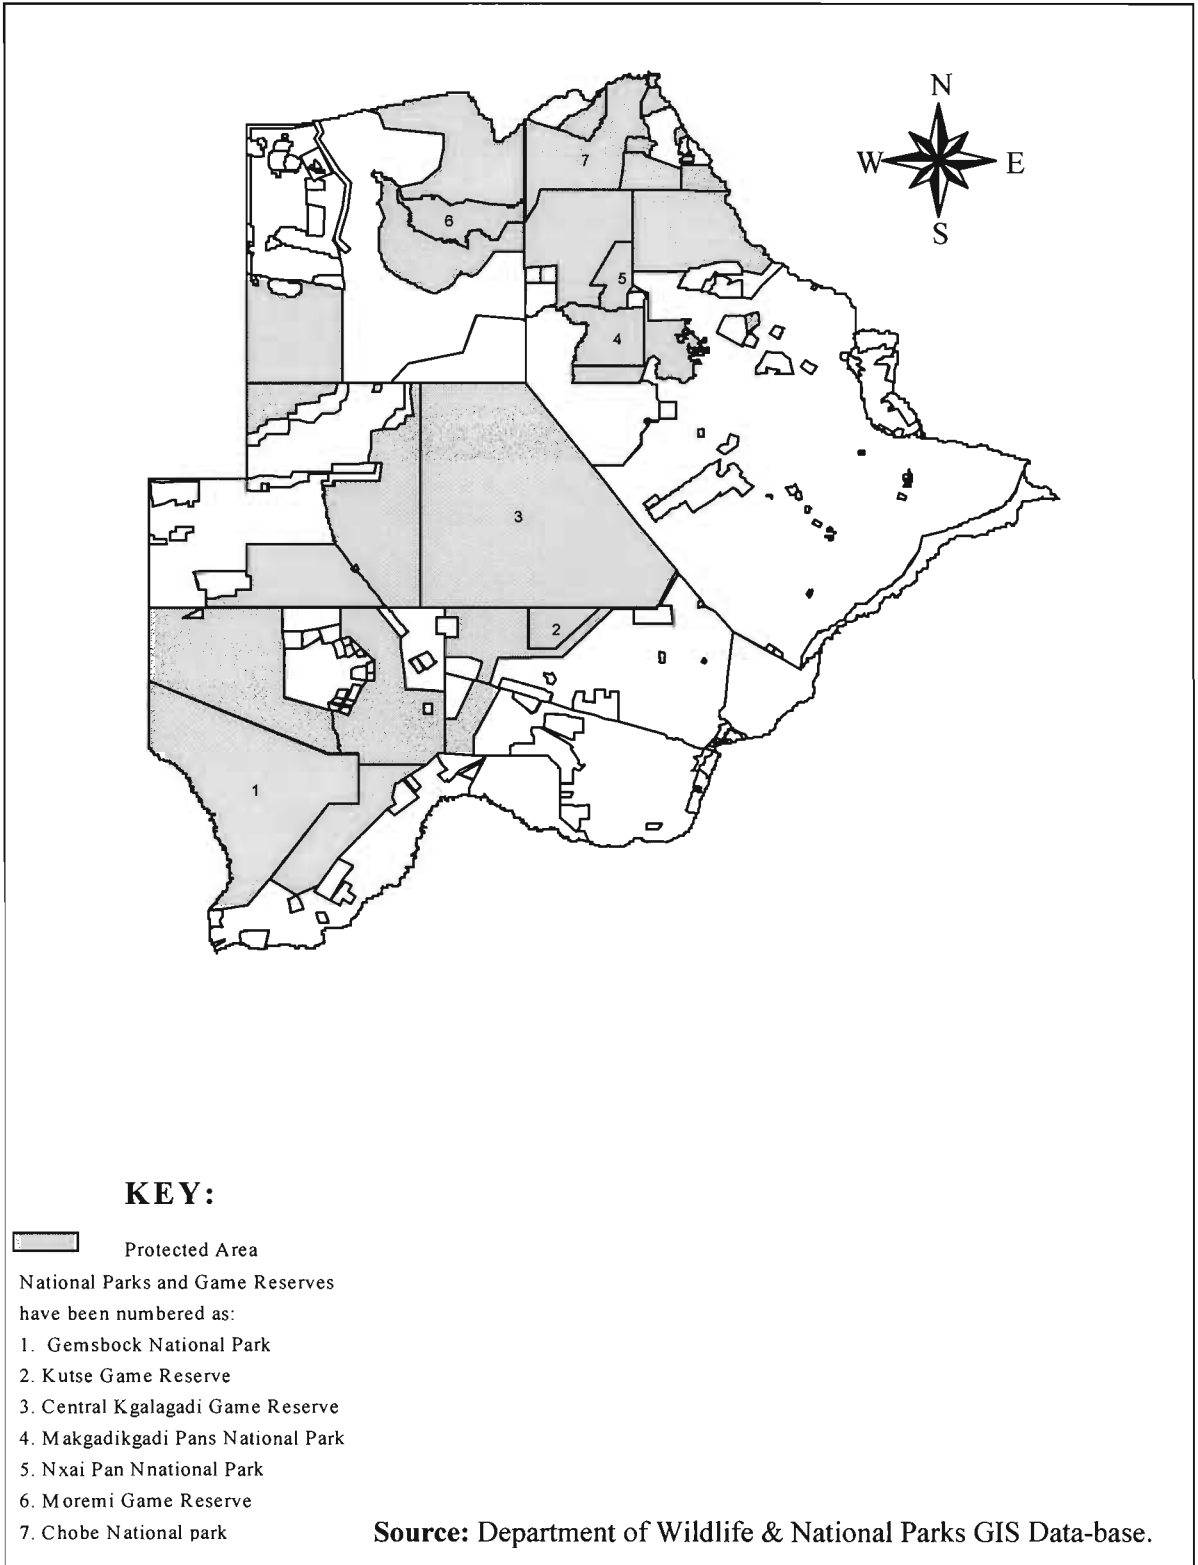 N
W
E
S
7
6
5
4
3
2
1
KEY:
Protected Area
National Parks and Game Reserves
have been numbered as:
1. Gemsbock National Park
2. Kutse Game Reserve
3. Central Kgalagadi Game Reserve
4. Makgadikgadi Pans National Park
5. Nxai Pan Nnational Park
6. Moremi Game Reserve
7. Chobe National park
Source: Department of Wildlife & National Parks GIS Data-base.